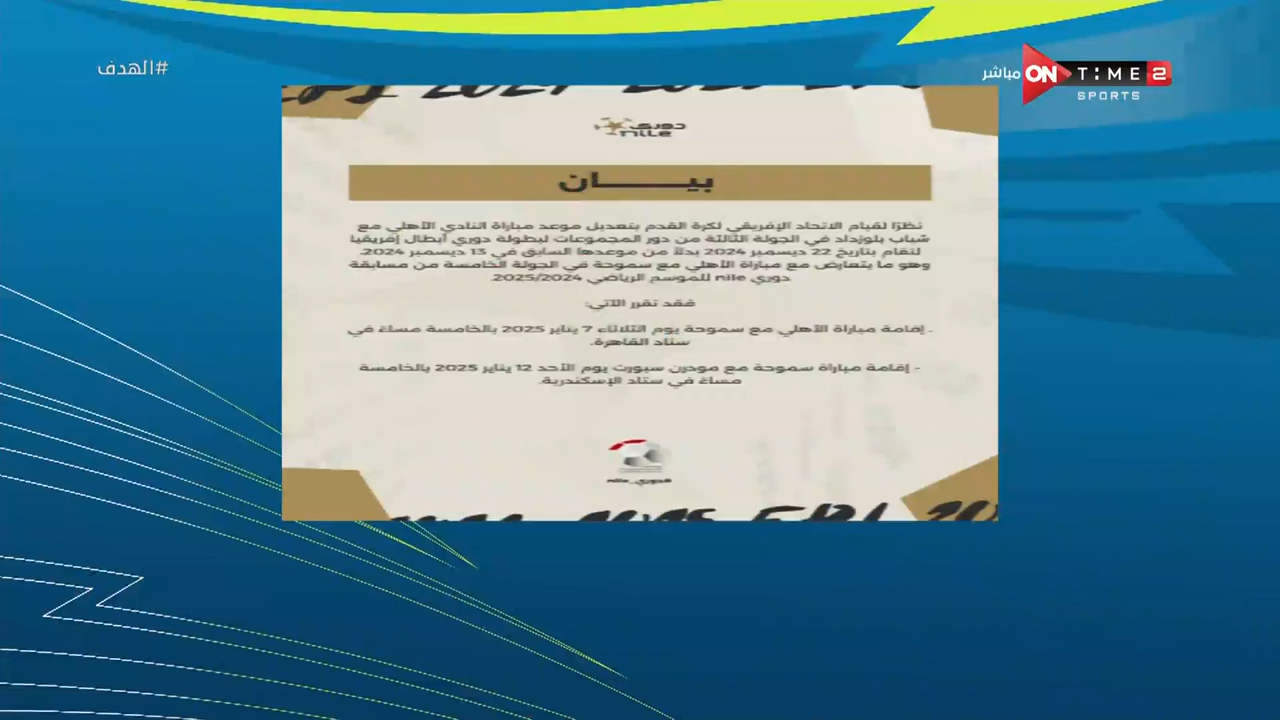 #الهدف
مباشر ON TIME 2
SPORTS
دوري
nile
بيـــــــان
نظرًا لقيام الاتحاد الإفريقي لكرة القدم بتعديل موعد مباراة النادي الأهلي مع
شباب بلوزداد في الجولة الثالثة من دور المجموعات لبطولة دوري أبطال إفريقيا
لتقام بتاريخ 22 ديسمبر 2024 بدلًا من موعدها السابق في 13 ديسمبر 2024.
وهو ما يتعارض مع مباراة الأهلي مع سموحة في الجولة الخامسة من مسابقة
دوري nile للموسم الرياضي 2025/2024.
فقد تقرر الآتي:
- إقامة مباراة الأهلي مع سموحة يوم الثلاثاء 7 يناير 2025 بالخامسة مساءً في
ستاد القاهرة.
- إقامة مباراة سموحة مع مودرن سبورت يوم الأحد 12 يناير 2025 بالخامسة
مساءً في ستاد الإسكندرية.
#دوري_nile